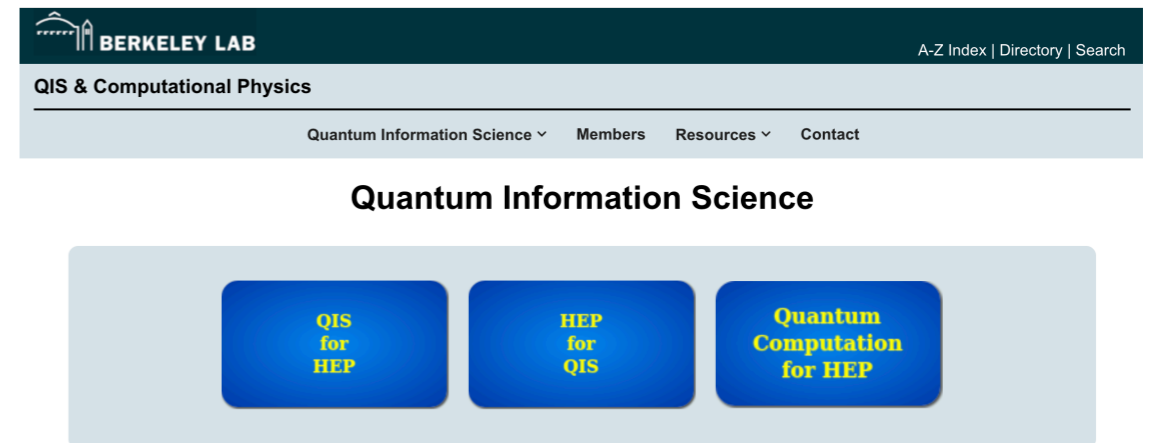 BERKELEY LAB
A-Z Index | Directory | Search
QIS & Computational Physics
Quantum Information Science Members Resources Contact
Quantum Information Science
QIS
for
HEP
HEP
for
QIS
Quantum
Computation
for HEP